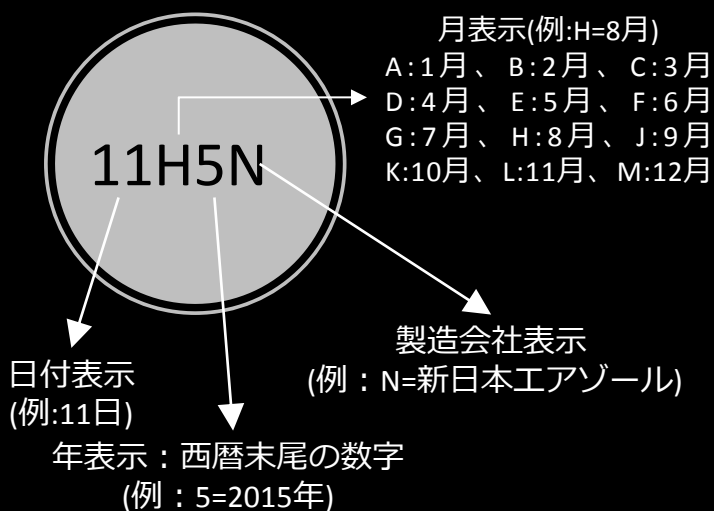 月表示(例:H=8月)
A:1月、B:2月、C:3月
D:4月、E:5月、F:6月
G:7月、H:8月、J:9月
K:10月、L:11月、M:12月
11H5N
製造会社表示
(例：N=新日本エアゾール)
日付表示
(例:11日)
年表示：西暦末尾の数字
(例：5=2015年)